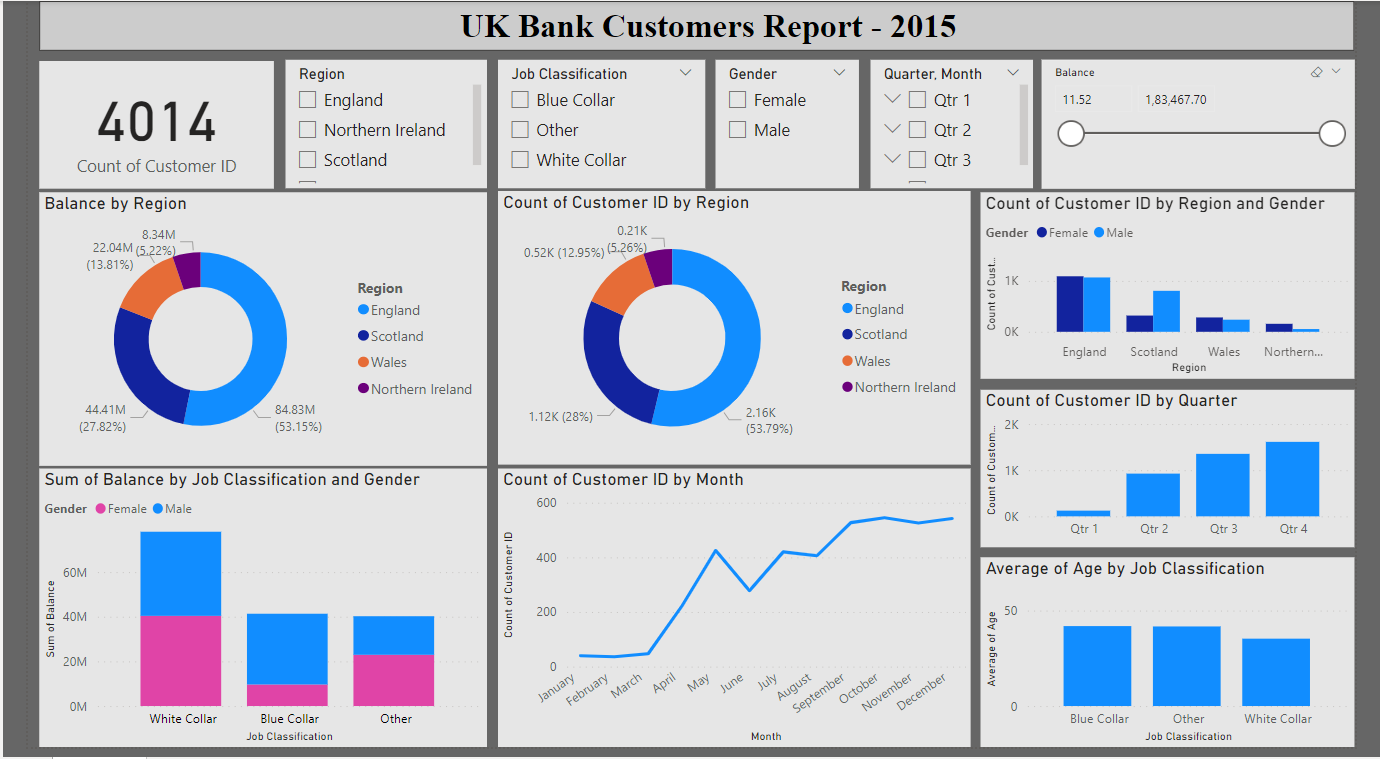 UK Bank Customers Report - 2015
4014
Count of Customer ID
Region
England
Northern Ireland
Scotland
Job Classification
Blue Collar
Other
White Collar
Gender
Female
Male
Quarter, Month
Qtr 1
Qtr 2
Qtr 3
Balance
11.52
1,83,467.70
Balance by Region
8.34M
(5.22%)
22.04M
(13.81%)
44.41M
(27.82%)
84.83M
(53.15%)
Region
England
Scotland
Wales
Northern Ireland
Count of Customer ID by Region
0.21K
(5.26%)
0.52K (12.95%)
1.12K (28%)
2.16K
(53.79%)
Region
England
Scotland
Wales
Northern Ireland
Count of Customer ID by Region and Gender
Gender Female Male
Count of Cust...
1K
0K
England Scotland Wales Northern...
Region
Count of Customer ID by Quarter
Count of Custom...
2K
1K
0K
Qtr 1 Qtr 2 Qtr 3 Qtr 4
Sum of Balance by Job Classification and Gender
Gender Female Male
Sum of Balance
60M
40M
20M
0M
White Collar Blue Collar Other
Job Classification
Count of Customer ID by Month
Count of Customer ID
600
400
200
0
January February March April May June July August September October November December
Month
Average of Age by Job Classification
Average of Age
50
0
Blue Collar Other White Collar
Job Classification